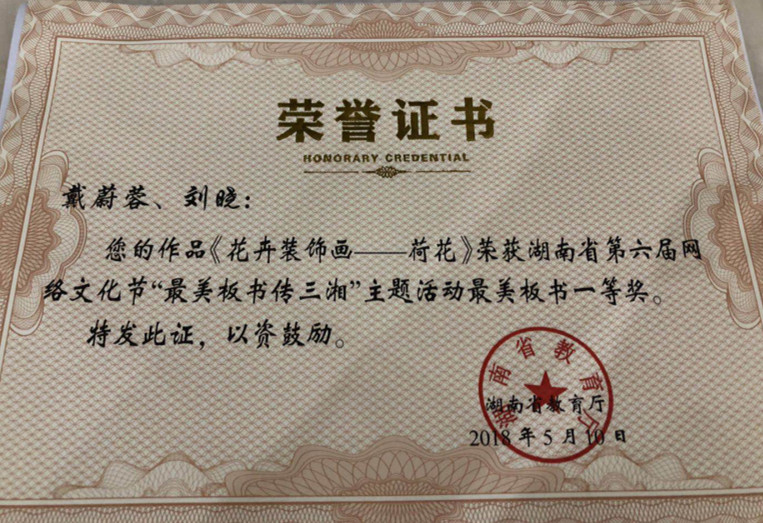 荣誉证书
HONORARY CREDENTIAL
戴蔚蓉、刘晓：
您的作品《花卉装饰画——荷花》荣获湖南省第六届网
络文化节“最美板书传三湘”主题活动最美板书一等奖。
特发此证，以资鼓励。
湖南省教育厅
湖南省教育厅
2018年5月10日